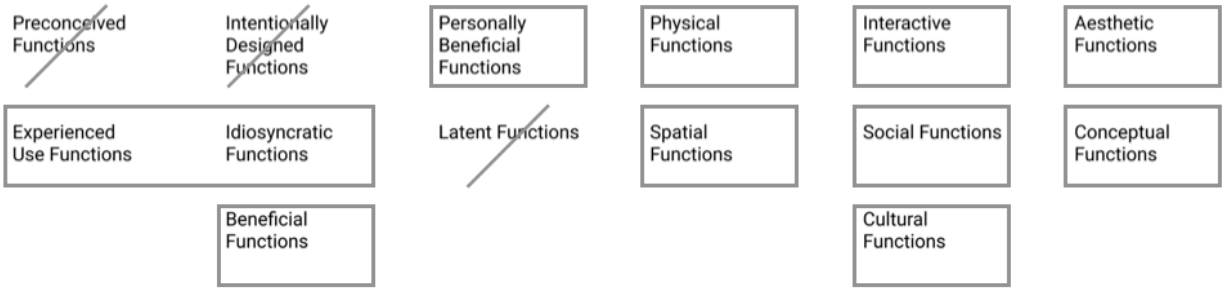 Preconceived
Functions
Intentionally
Designed
Functions
Personally
Beneficial
Functions
Physical
Functions
Interactive
Functions
Aesthetic
Functions
Experienced
Use Functions
Idiosyncratic
Functions
Latent Functions
Spatial
Functions
Social Functions
Conceptual
Functions
Beneficial
Functions
Cultural
Functions